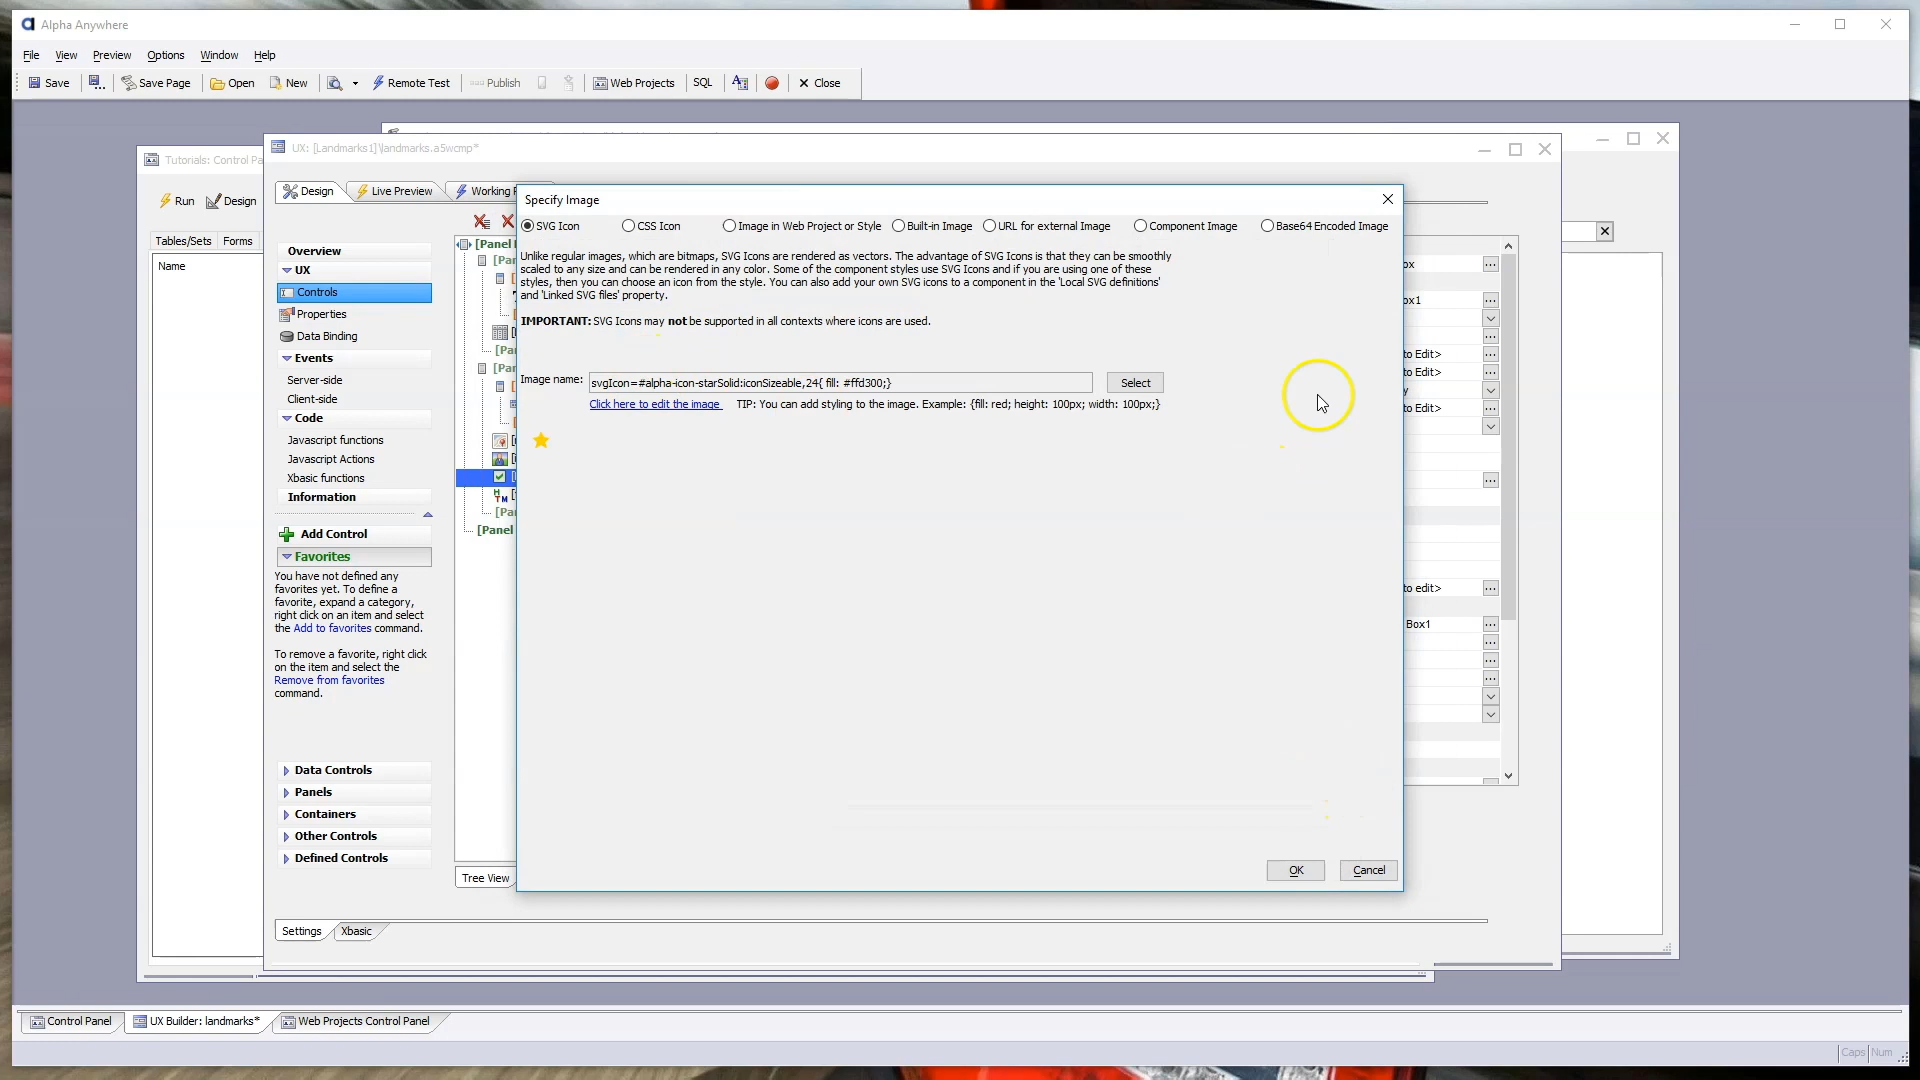 Alpha Anywhere
File View Preview Options Window Help
Save Save Page Open New Remote Test Publish Web Projects SQL Close
Tutorials: Control Pa
UX: [Landmarks1]\landmarks.a5wcmp*
Run Design
Design Live Preview Working P
Tables/Sets Forms
Name
Overview
UX
Controls
Properties
Data Binding
Events
Server-side
Client-side
Code
Javascript functions
Javascript Actions
Xbasic functions
Information
Add Control
Favorites
You have not defined any
favorites yet. To define a
favorite, expand a category,
right click on an item and select
the Add to favorites command.
To remove a favorite, right click
on the item and select the
Remove from favorites
command.
Data Controls
Panels
Containers
Other Controls
Defined Controls
[Panel
[Pan
[Pan
[Pan
[Pan
[Panel
Tree View
Specify Image
SVG Icon CSS Icon Image in Web Project or Style Built-in Image URL for external Image Component Image Base64 Encoded Image
Unlike regular images, which are bitmaps, SVG Icons are rendered as vectors. The advantage of SVG Icons is that they can be smoothly
scaled to any size and can be rendered in any color. Some of the component styles use SVG Icons and if you are using one of these
styles, then you can choose an icon from the style. You can also add your own SVG icons to a component in the 'Local SVG definitions'
and 'Linked SVG files' property.
IMPORTANT: SVG Icons may not be supported in all contexts where icons are used.
Image name: svgIcon=#alpha-icon-starSolid:iconSizeable,24{ fill: #ffd300;} Select
Click here to edit the image TIP: You can add styling to the image. Example: {fill: red; height: 100px; width: 100px;}
OK Cancel
ox
ox1
to Edit>
to Edit>
y
to Edit>
to edit>
Box1
Settings Xbasic
Control Panel UX Builder: landmarks* Web Projects Control Panel
Caps Num